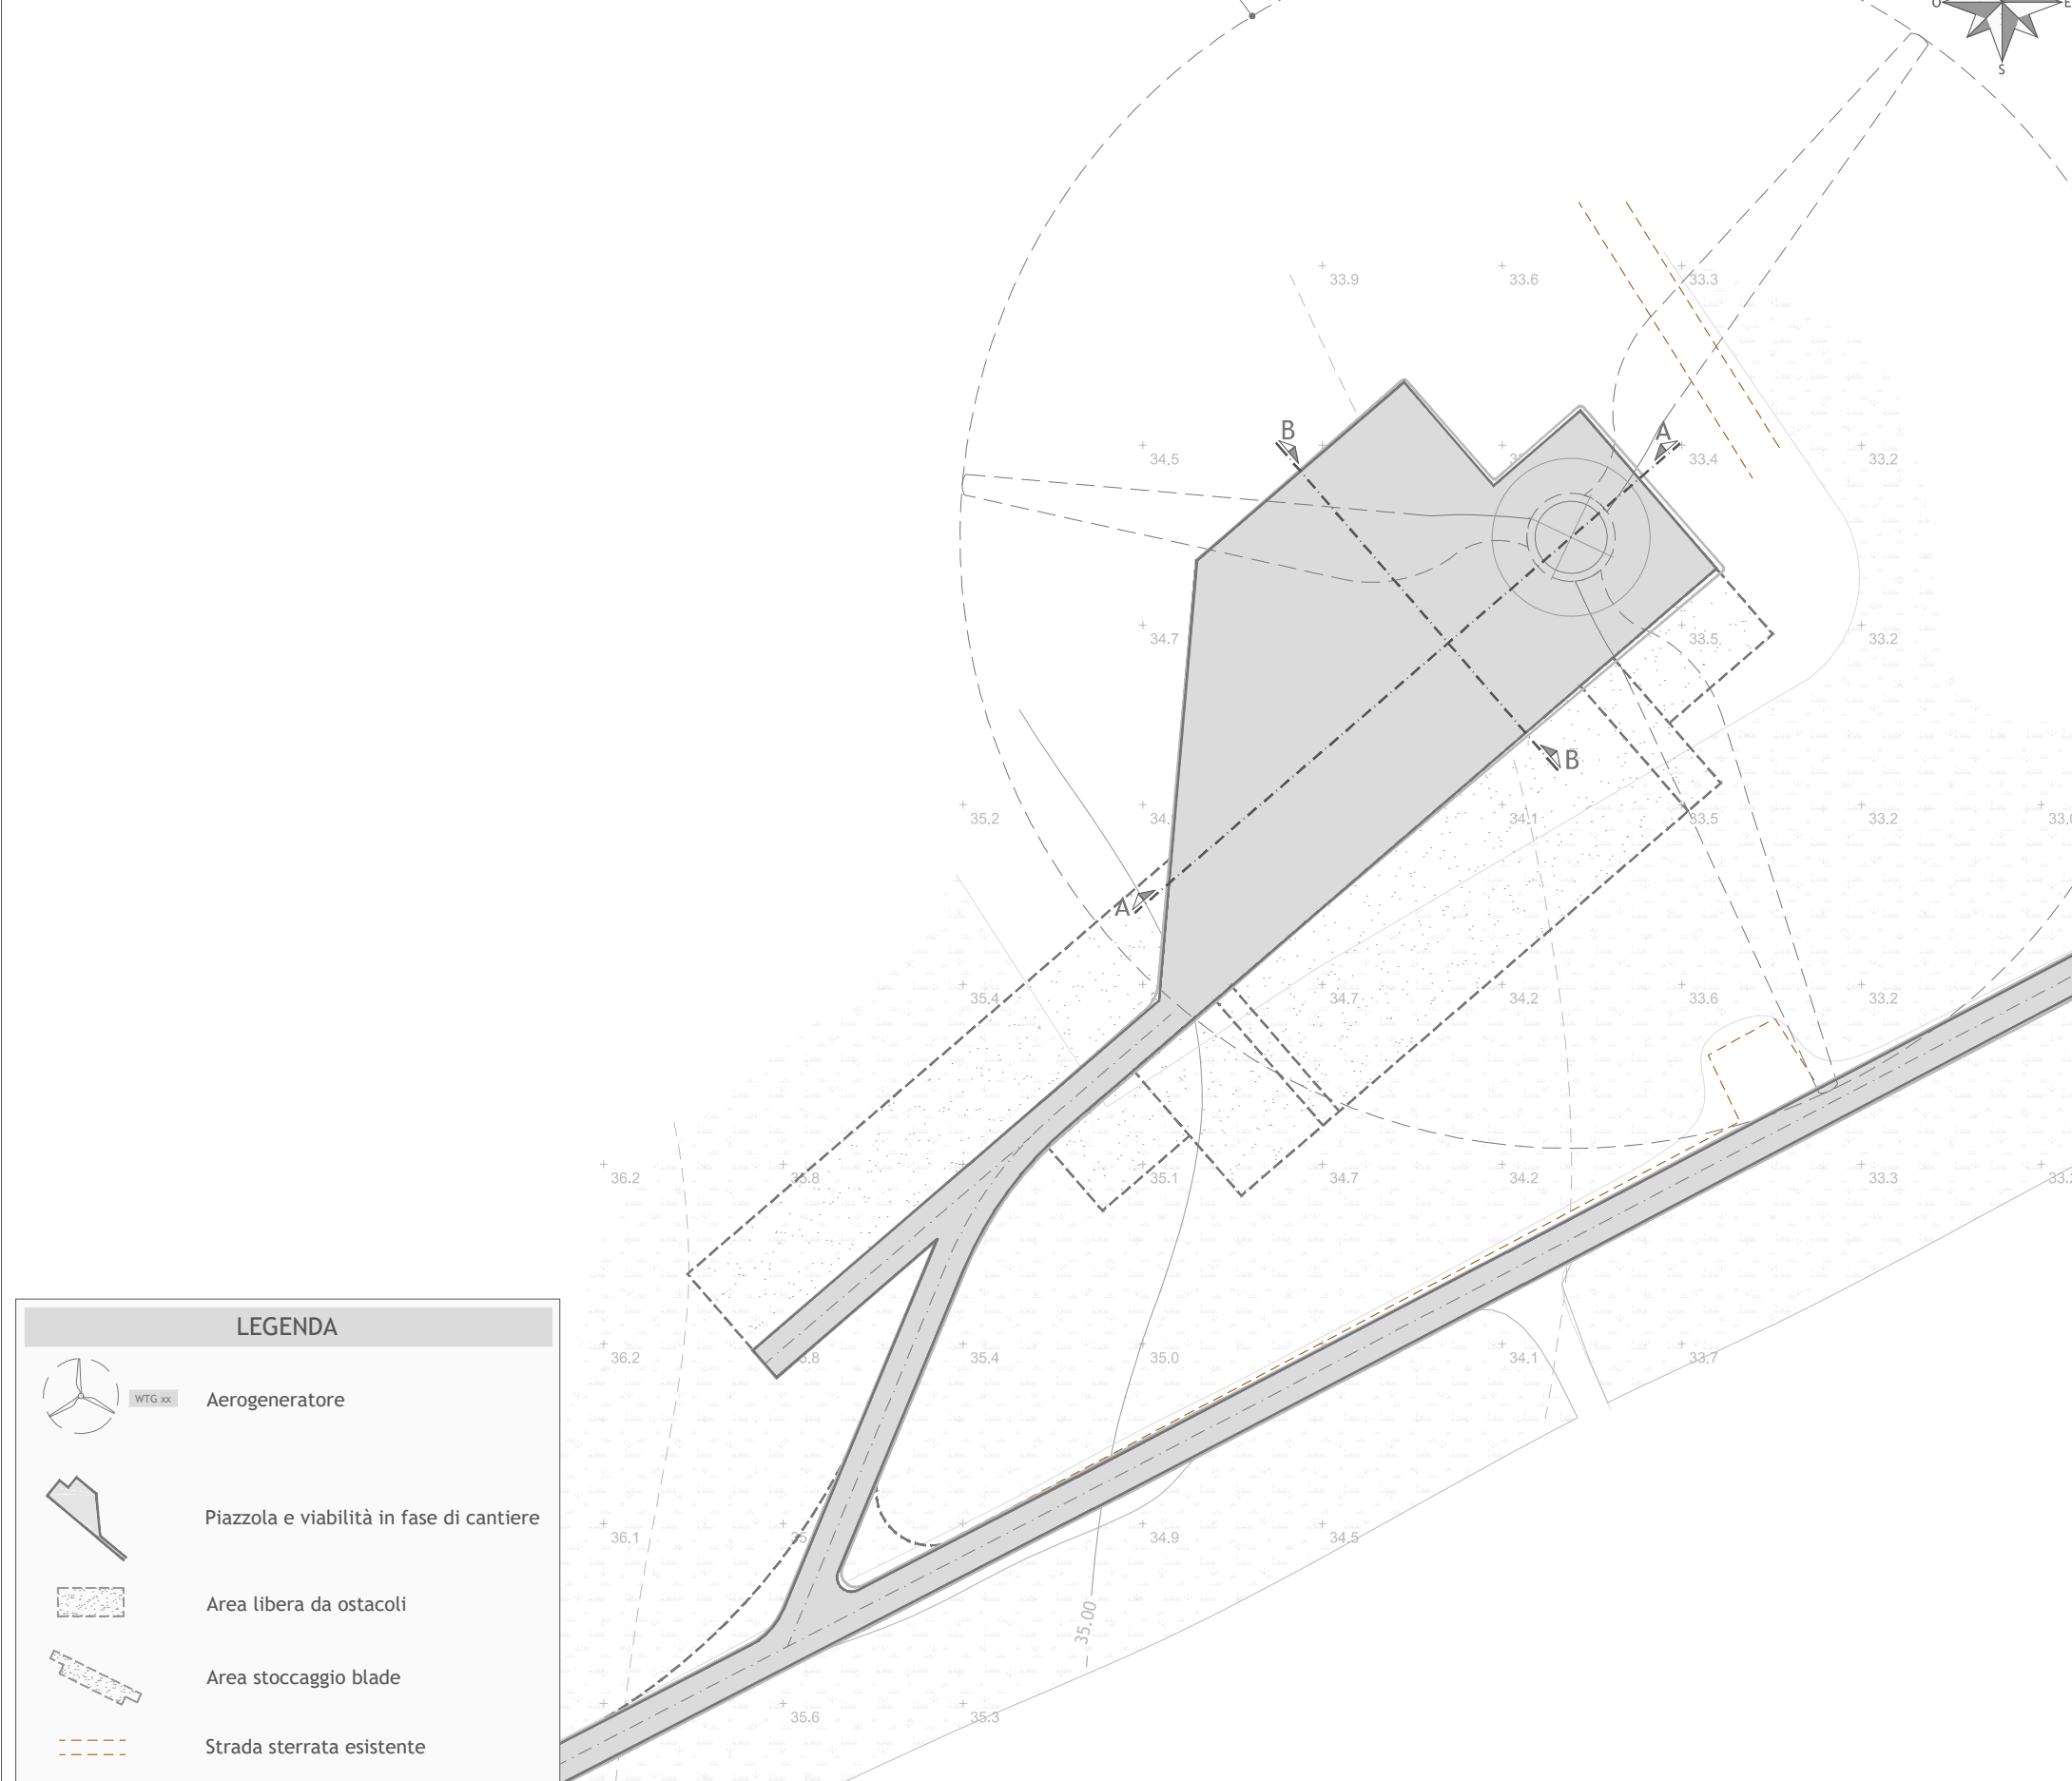 O E
S
33.9 33.6 33.3
B A
34.5 33.4 33.2
34.7 33.5 33.2
B
35.2 34.1 33.5 33.2
A
35.4 34.7 34.2 33.6 33.2
36.2 35.8 35.1 34.7 34.2 33.3
36.2 35.4 35.0 34.1 33.7
36.1 34.9 34.5
35.00
35.6 35.3
LEGENDA
WTG xx Aerogeneratore
Piazzola e viabilità in fase di cantiere
Area libera da ostacoli
Area stoccaggio blade
Strada sterrata esistente